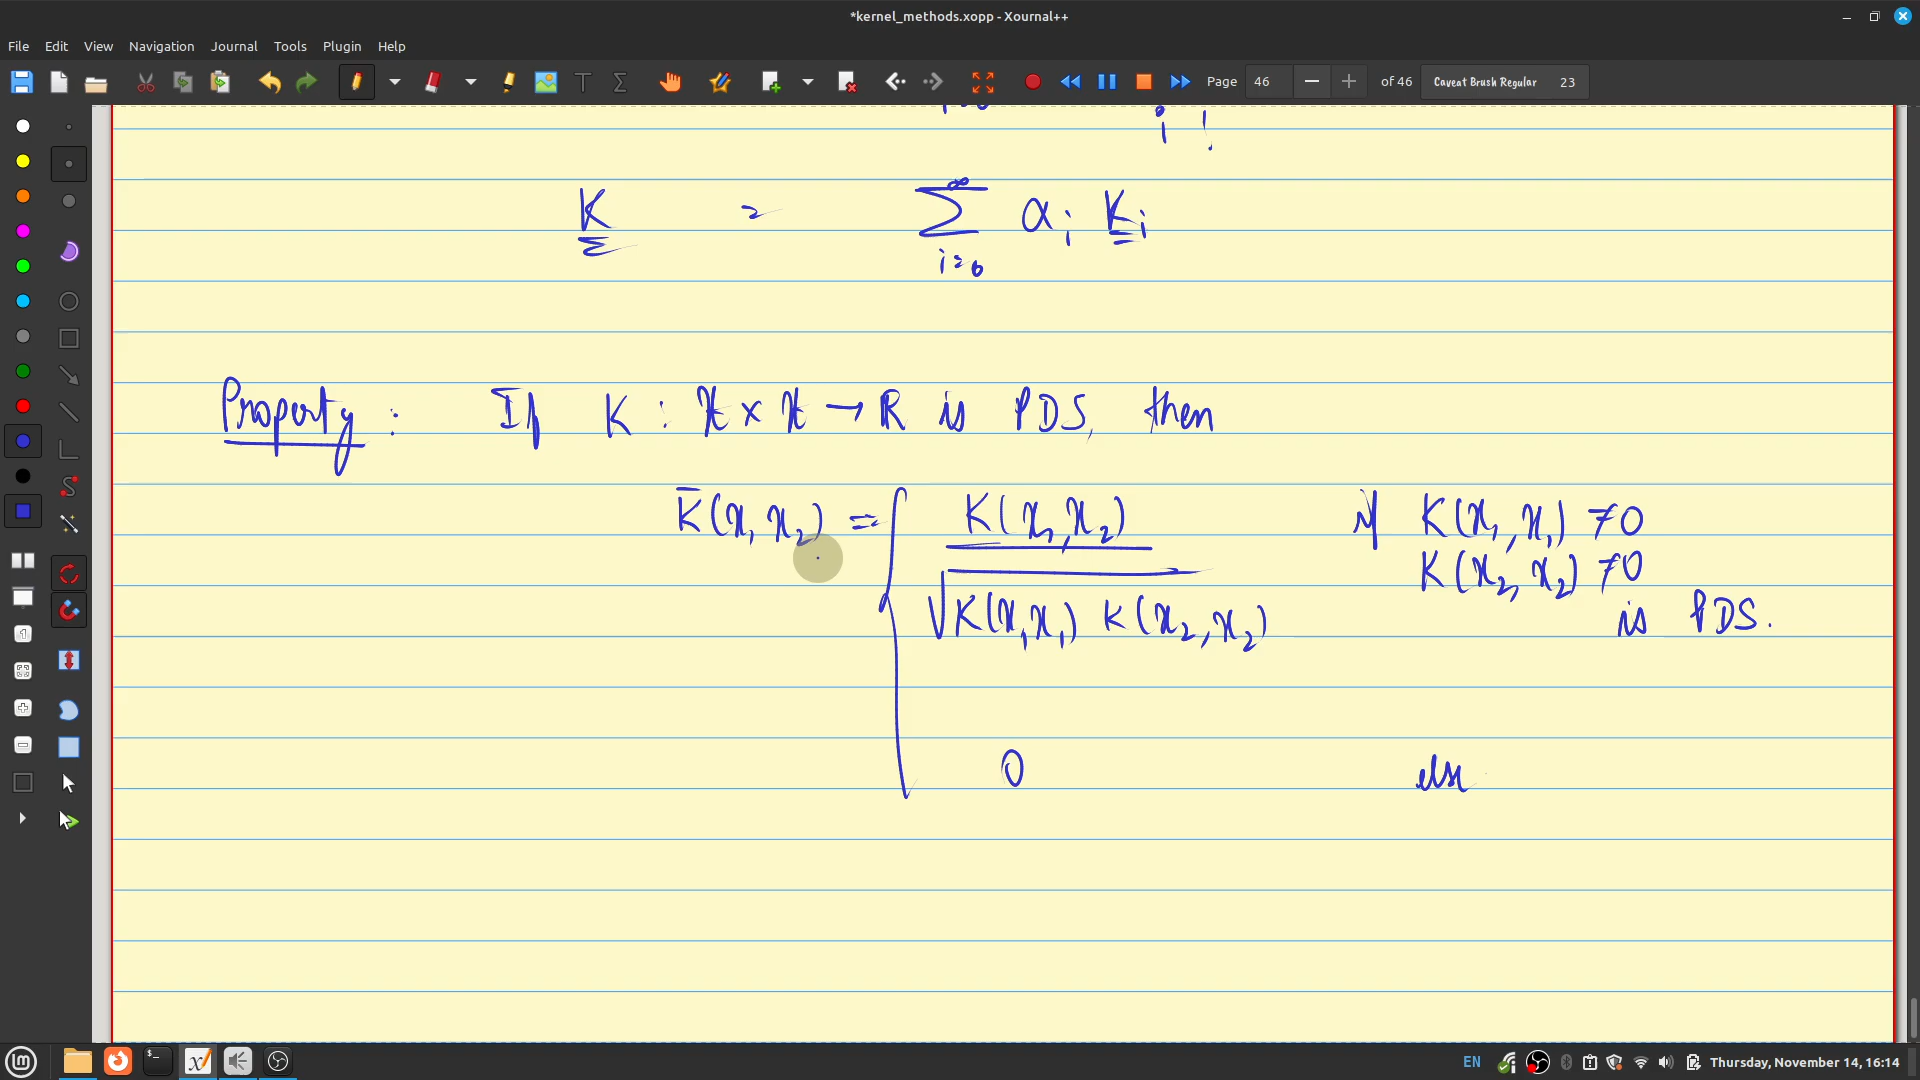 *kernel_methods.xopp - Xournal++
File Edit View Navigation Journal Tools Plugin Help
Page 46 of 46 Caveat Brush Regular 23
i !
K = ∑_{i=0}^{∞} α_i K_i
Property : If K : X × X → R is PDS, then
K̄(x₁, x₂) = { K(x₁, x₂) / √K(x₁, x₁) K(x₂, x₂) if K(x₁, x₁) ≠ 0
K(x₂, x₂) ≠ 0
is PDS.
0 else
EN Thursday, November 14, 16:14